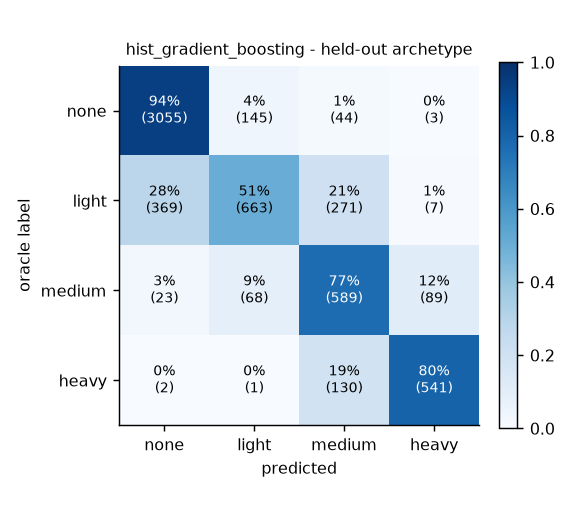 hist_gradient_boosting - held-out archetype
none
94% 4% 1% 0%
(3055) (145) (44) (3)
light
28% 51% 21% 1%
(369) (663) (271) (7)
medium
3% 9% 77% 12%
(23) (68) (589) (89)
heavy
0% 0% 19% 80%
(2) (1) (130) (541)
none light medium heavy
predicted
oracle label
1.0
0.8
0.6
0.4
0.2
0.0